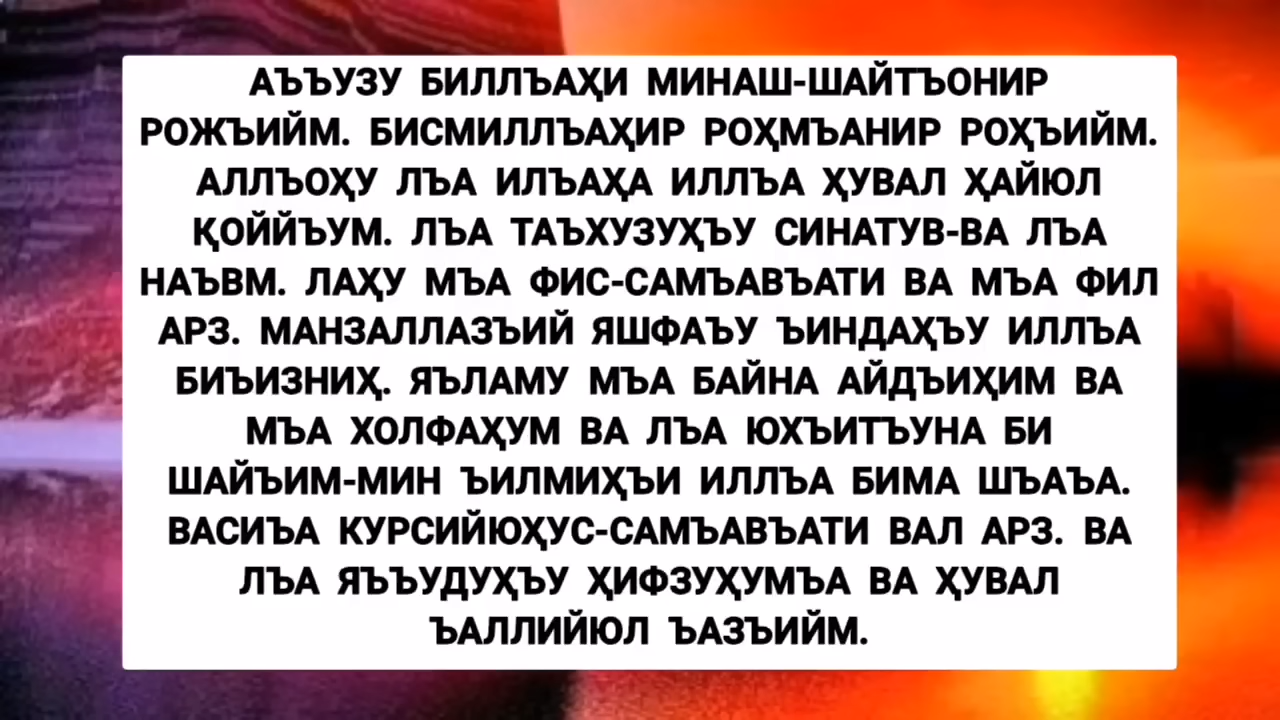 АЪЪУЗУ БИЛЛЪАҲИ МИНАШ-ШАЙТЪОНИР
РОЖЪИЙМ. БИСМИЛЛЪАҲИР РОҲМЪАНИР РОҲЪИЙМ.
АЛЛЪОҲУ ЛЪА ИЛЪАҲА ИЛЛЪА ҲУВАЛ ҲАЙЮЛ
ҚОЙЙЪУМ. ЛЪА ТАЪХУЗУҲЪУ СИНАТУВ-ВА ЛЪА
НАЪВМ. ЛАҲУ МЪА ФИС-САМЪАВЪАТИ ВА МЪА ФИЛ
АРЗ. МАНЗАЛЛАЗЪИЙ ЯШФАЪУ ЪИНДАҲЪУ ИЛЛЪА
БИЪИЗНИҲ. ЯЪЛАМУ МЪА БАЙНА АЙДЪИҲИМ ВА
МЪА ХОЛФАҲУМ ВА ЛЪА ЮХЪИТЪУНА БИ
ШАЙЪИМ-МИН ЪИЛМИҲЪИ ИЛЛЪА БИМА ШЪАЪА.
ВАСИЪА КУРСИЙЮҲУС-САМЪАВЪАТИ ВАЛ АРЗ. ВА
ЛЪА ЯЪЪУДУҲЪУ ҲИФЗУҲУМЪА ВА ҲУВАЛ
ЪАЛЛИЙЮЛ ЪАЗЪИЙМ.